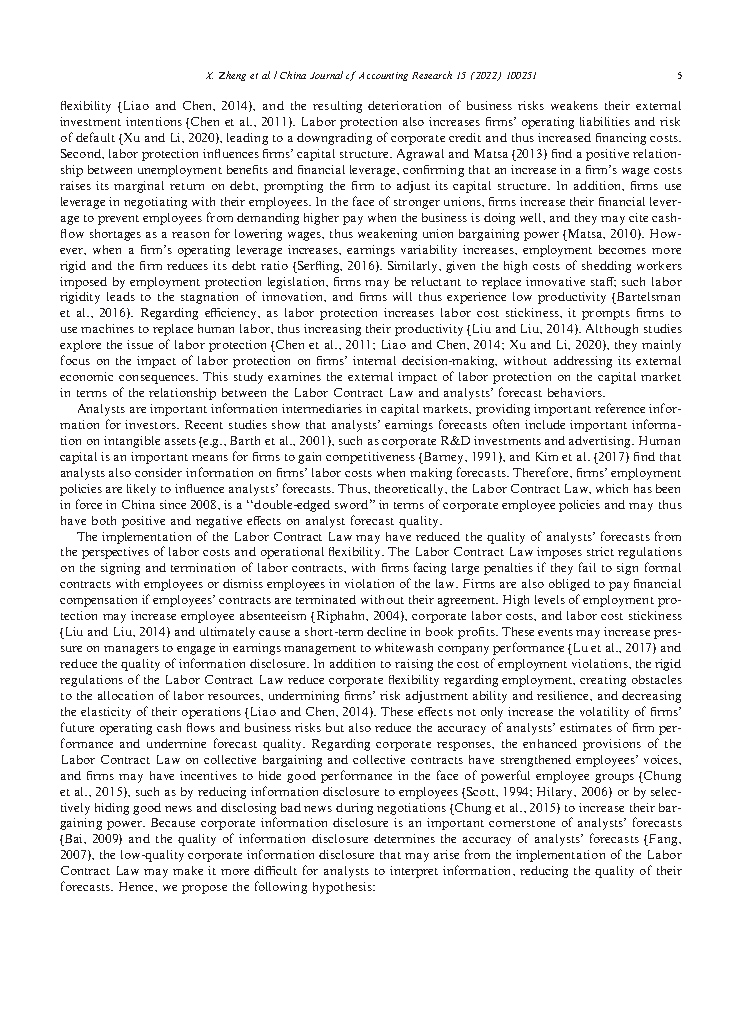 X. Zheng et al. / China Journal of Accounting Research 15 (2022) 100251 5
flexibility (Liao and Chen, 2014), and the resulting deterioration of business risks weakens their external
investment intentions (Chen et al., 2011). Labor protection also increases firms' operating liabilities and risk
of default (Xu and Li, 2020), leading to a downgrading of corporate credit and thus increased financing costs.
Second, labor protection influences firms' capital structure. Agrawal and Matsa (2013) find a positive relation-
ship between unemployment benefits and financial leverage, confirming that an increase in a firm's wage costs
raises its marginal return on debt, prompting the firm to adjust its capital structure. In addition, firms use
leverage in negotiating with their employees. In the face of stronger unions, firms increase their financial lever-
age to prevent employees from demanding higher pay when the business is doing well, and they may cite cash-
flow shortages as a reason for lowering wages, thus weakening union bargaining power (Matsa, 2010). How-
ever, when a firm's operating leverage increases, earnings variability increases, employment becomes more
rigid and the firm reduces its debt ratio (Serfling, 2016). Similarly, given the high costs of shedding workers
imposed by employment protection legislation, firms may be reluctant to replace innovative staff; such labor
rigidity leads to the stagnation of innovation, and firms will thus experience low productivity (Bartelsman
et al., 2016). Regarding efficiency, as labor protection increases labor cost stickiness, it prompts firms to
use machines to replace human labor, thus increasing their productivity (Liu and Liu, 2014). Although studies
explore the issue of labor protection (Chen et al., 2011; Liao and Chen, 2014; Xu and Li, 2020), they mainly
focus on the impact of labor protection on firms' internal decision-making, without addressing its external
economic consequences. This study examines the external impact of labor protection on the capital market
in terms of the relationship between the Labor Contract Law and analysts' forecast behaviors.
Analysts are important information intermediaries in capital markets, providing important reference infor-
mation for investors. Recent studies show that analysts' earnings forecasts often include important informa-
tion on intangible assets (e.g., Barth et al., 2001), such as corporate R&D investments and advertising. Human
capital is an important means for firms to gain competitiveness (Barney, 1991), and Kim et al. (2017) find that
analysts also consider information on firms' labor costs when making forecasts. Therefore, firms' employment
policies are likely to influence analysts' forecasts. Thus, theoretically, the Labor Contract Law, which has been
in force in China since 2008, is a "double-edged sword" in terms of corporate employee policies and may thus
have both positive and negative effects on analyst forecast quality.
The implementation of the Labor Contract Law may have reduced the quality of analysts' forecasts from
the perspectives of labor costs and operational flexibility. The Labor Contract Law imposes strict regulations
on the signing and termination of labor contracts, with firms facing large penalties if they fail to sign formal
contracts with employees or dismiss employees in violation of the law. Firms are also obliged to pay financial
compensation if employees' contracts are terminated without their agreement. High levels of employment pro-
tection may increase employee absenteeism (Riphahn, 2004), corporate labor costs, and labor cost stickiness
(Liu and Liu, 2014) and ultimately cause a short-term decline in book profits. These events may increase pres-
sure on managers to engage in earnings management to whitewash company performance (Lu et al., 2017) and
reduce the quality of information disclosure. In addition to raising the cost of employment violations, the rigid
regulations of the Labor Contract Law reduce corporate flexibility regarding employment, creating obstacles
to the allocation of labor resources, undermining firms' risk adjustment ability and resilience, and decreasing
the elasticity of their operations (Liao and Chen, 2014). These effects not only increase the volatility of firms'
future operating cash flows and business risks but also reduce the accuracy of analysts' estimates of firm per-
formance and undermine forecast quality. Regarding corporate responses, the enhanced provisions of the
Labor Contract Law on collective bargaining and collective contracts have strengthened employees' voices,
and firms may have incentives to hide good performance in the face of powerful employee groups (Chung
et al., 2015), such as by reducing information disclosure to employees (Scott, 1994; Hilary, 2006) or by selec-
tively hiding good news and disclosing bad news during negotiations (Chung et al., 2015) to increase their bar-
gaining power. Because corporate information disclosure is an important cornerstone of analysts' forecasts
(Bai, 2009) and the quality of information disclosure determines the accuracy of analysts' forecasts (Fang,
2007), the low-quality corporate information disclosure that may arise from the implementation of the Labor
Contract Law may make it more difficult for analysts to interpret information, reducing the quality of their
forecasts. Hence, we propose the following hypothesis: